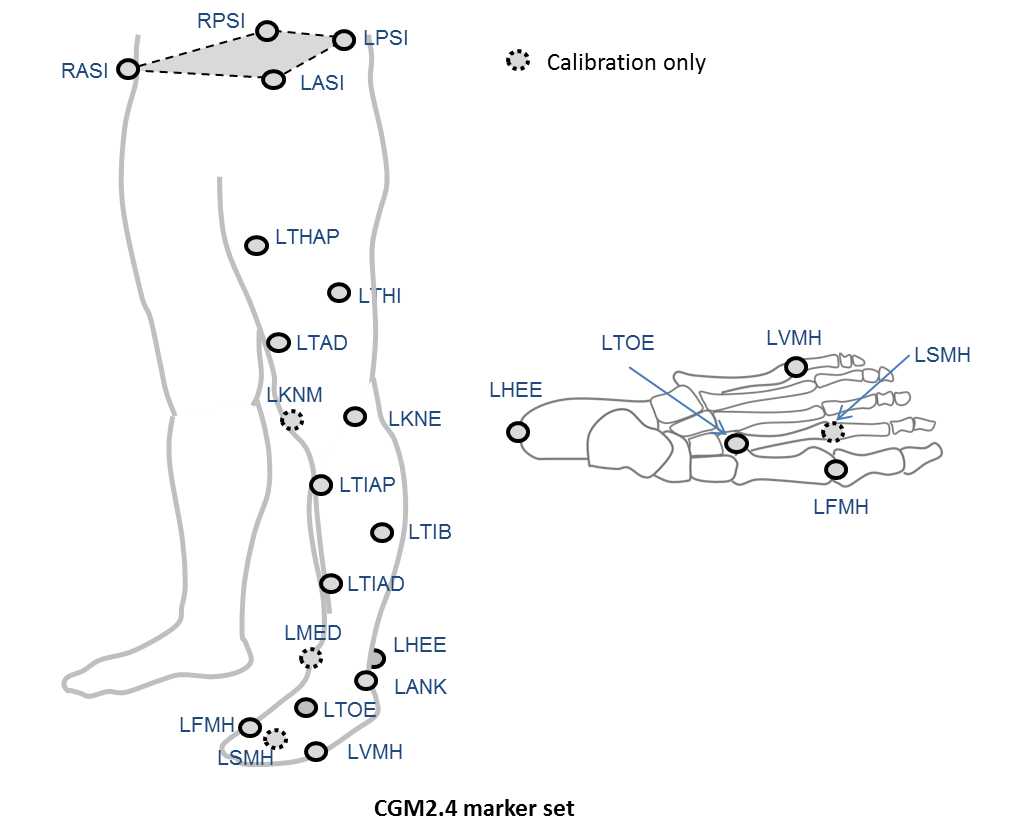 RPSI
LPSI
RASI
LASI
Calibration only
LTHAP
LTHI
LTAD
LKNM
LKNE
LTIAP
LTIB
LTIAD
LMED
LHEE
LANK
LTOE
LFMH
LSMH
LVMH
LTOE
LVMH
LSMH
LHEE
LFMH
CGM2.4 marker set